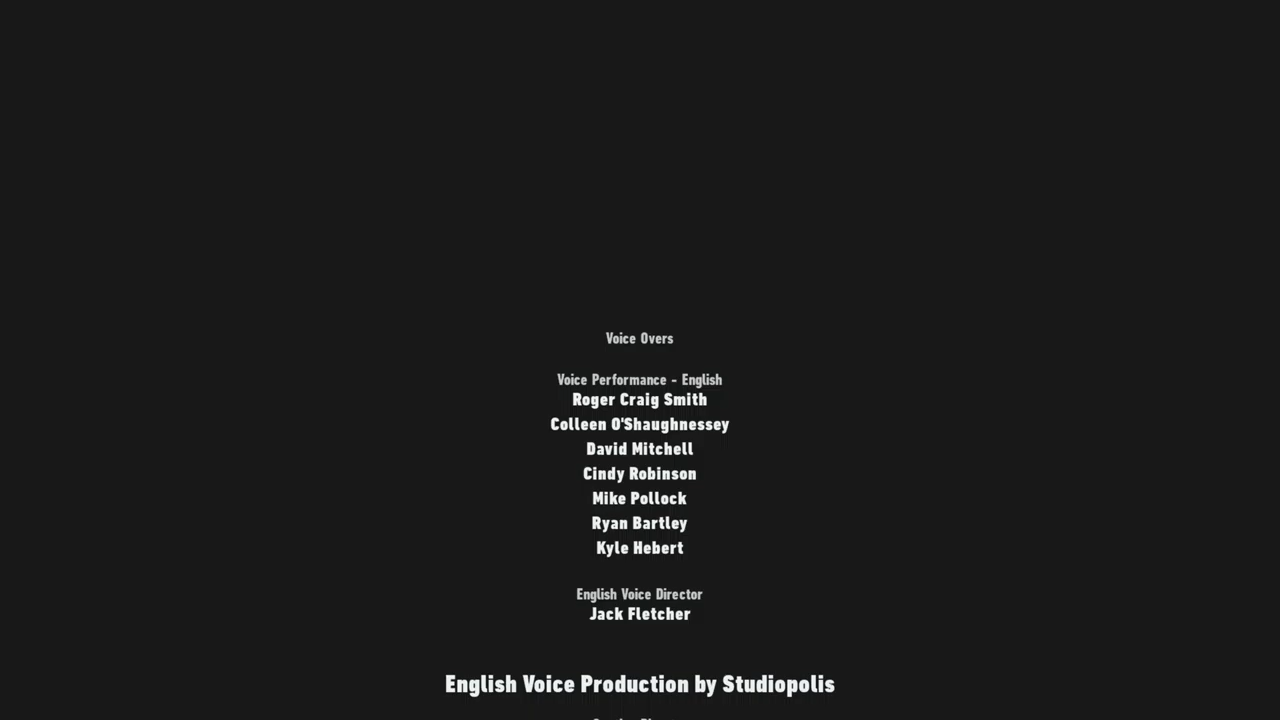 Voice Overs
Voice Performance - English
Roger Craig Smith
Colleen O'Shaughnessey
David Mitchell
Cindy Robinson
Mike Pollock
Ryan Bartley
Kyle Hebert
English Voice Director
Jack Fletcher
English Voice Production by Studiopolis